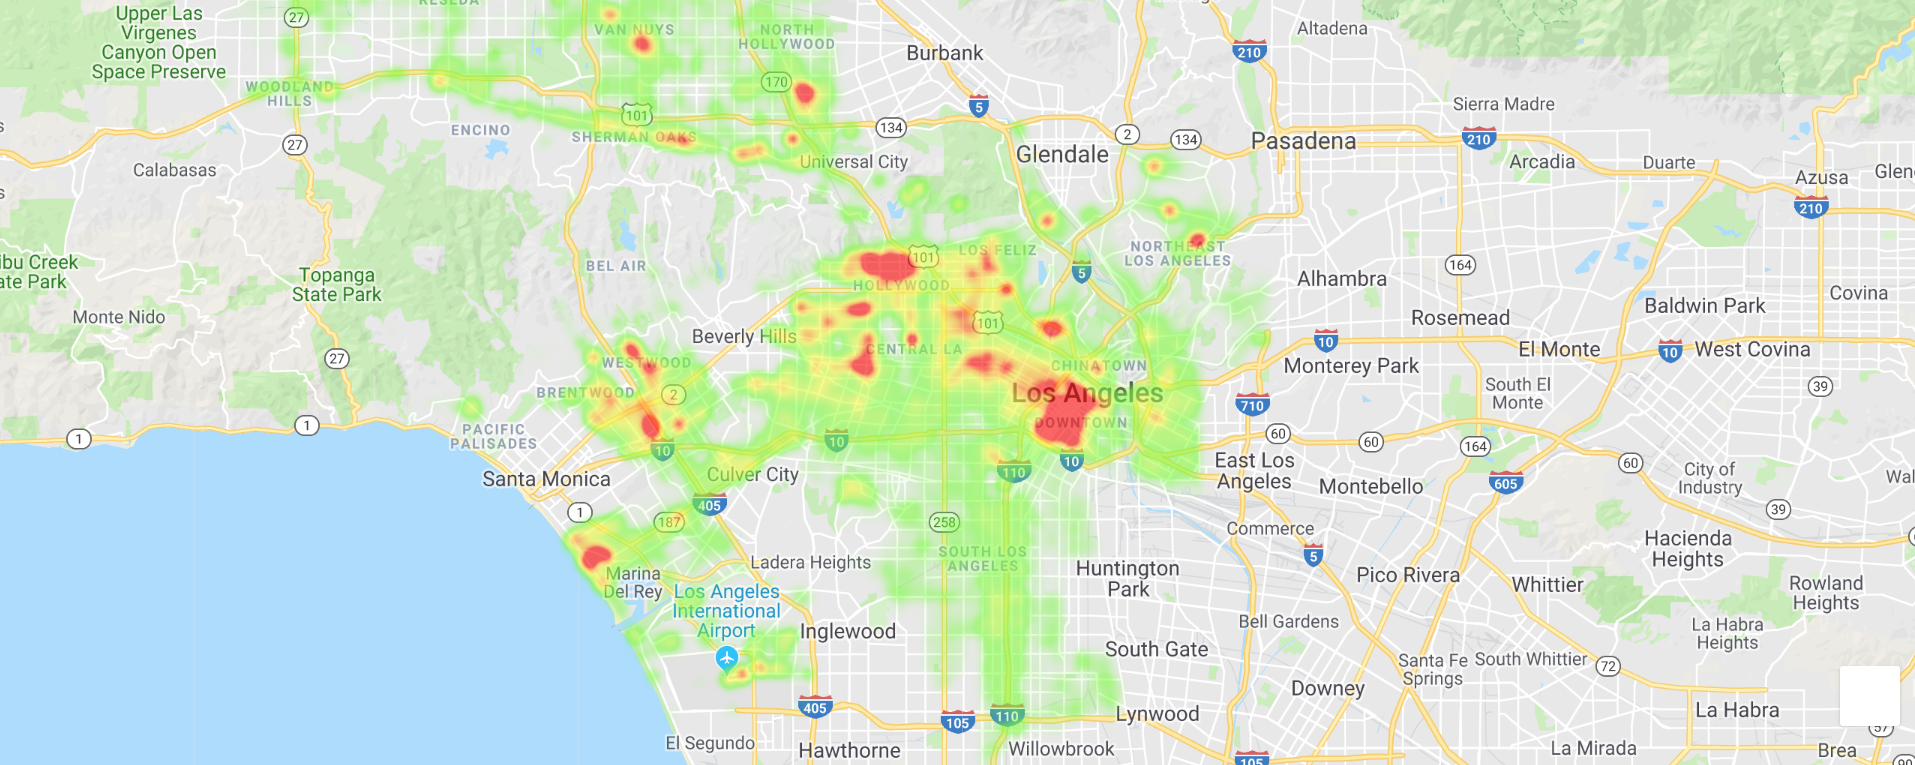 Upper Las
Virgenes
Canyon Open
Space Preserve
27
RESEDA
VAN NUYS
NORTH
HOLLYWOOD
Burbank
210
Altadena
WOODLAND
HILLS
170
5
Sierra Madre
101
134
2
134
Pasadena
210
ENCINO
SHERMAN OAKS
27
Calabasas
Universal City
Glendale
Arcadia
Duarte
Azusa
Glen
210
NORTHEAST
LOS ANGELES
LOS FELIZ
101
ibu Creek
ate Park
Topanga
State Park
BEL AIR
HOLLYWOOD
5
Alhambra
164
Baldwin Park
Covina
Monte Nido
101
Rosemead
Beverly Hills
CENTRAL LA
10
El Monte
10
West Covina
27
WESTWOOD
CHINATOWN
Monterey Park
South El
Monte
39
BRENTWOOD
2
Los Angeles
DOWNTOWN
710
1
1
PACIFIC
PALISADES
10
10
60
60
164
60
Santa Monica
Culver City
110
10
East Los
Angeles
Montebello
605
City of
Industry
Wal
405
1
187
258
39
Commerce
5
Hacienda
Heights
SOUTH LOS
ANGELES
Ladera Heights
Huntington
Park
Pico Rivera
Whittier
Rowland
Heights
Marina
Del Rey
Los Angeles
International
Airport
Inglewood
Bell Gardens
La Habra
Heights
South Gate
Santa Fe
Springs
South Whittier
72
Downey
405
105
110
Lynwood
La Habra
57
El Segundo
Hawthorne
Willowbrook
105
La Mirada
Brea
90